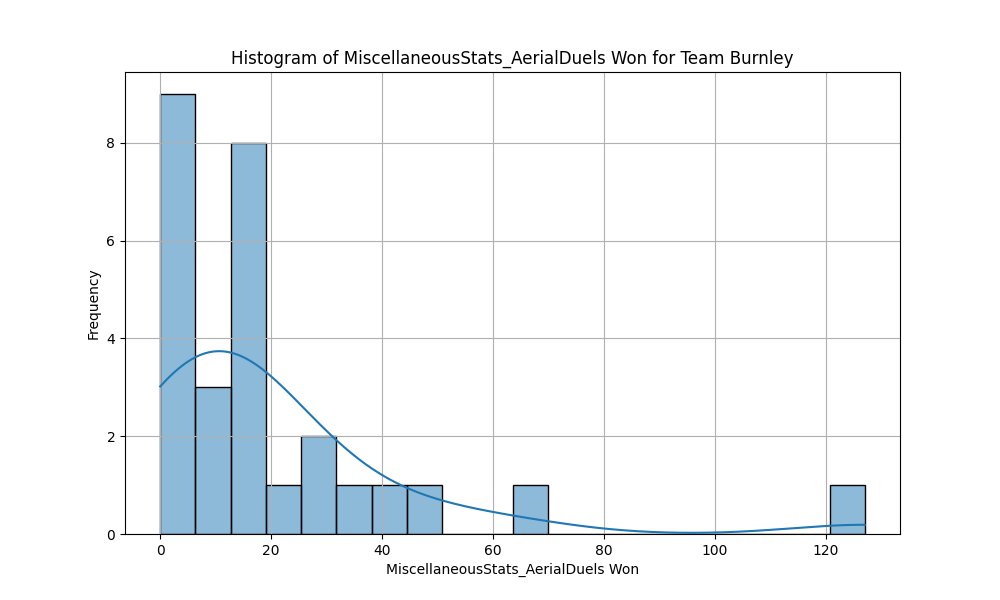 Histogram of MiscellaneousStats_AerialDuels Won for Team Burnley
8
6
4
2
0
Frequency
0 20 40 60 80 100 120
MiscellaneousStats_AerialDuels Won